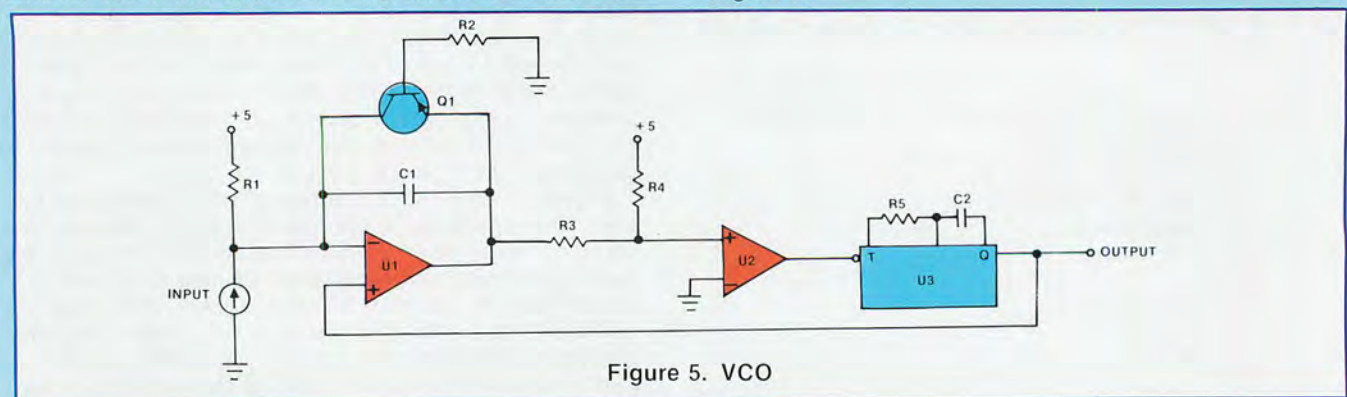 R2
Q1
+5
+5
R1
C1
R4
R3
R5
C2
−
U1
+
+
U2
−
T
Q
U3
OUTPUT
INPUT
Figure 5. VCO